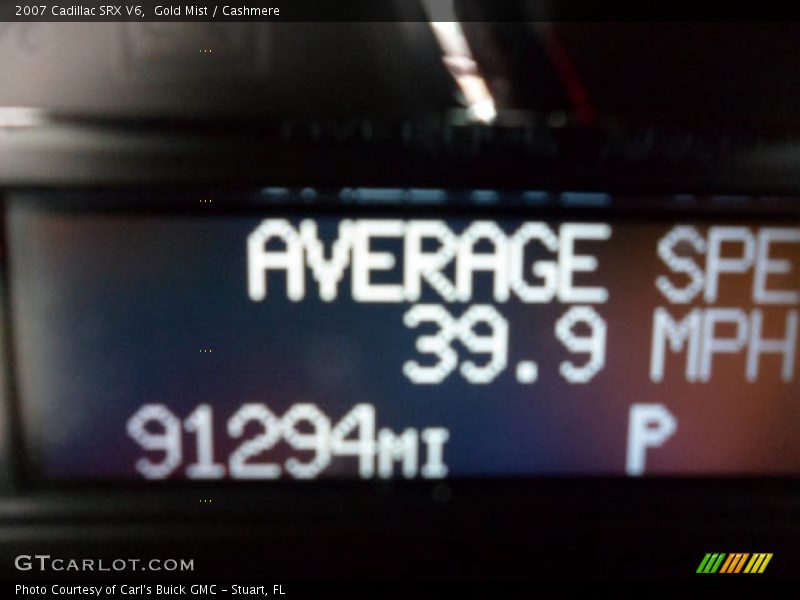 2007 Cadillac SRX V6,  Gold Mist / Cashmere
AVERAGE SPE
39.9 MPH
91294MI P
GTCARLOT.COM
Photo Courtesy of Carl's Buick GMC - Stuart, FL